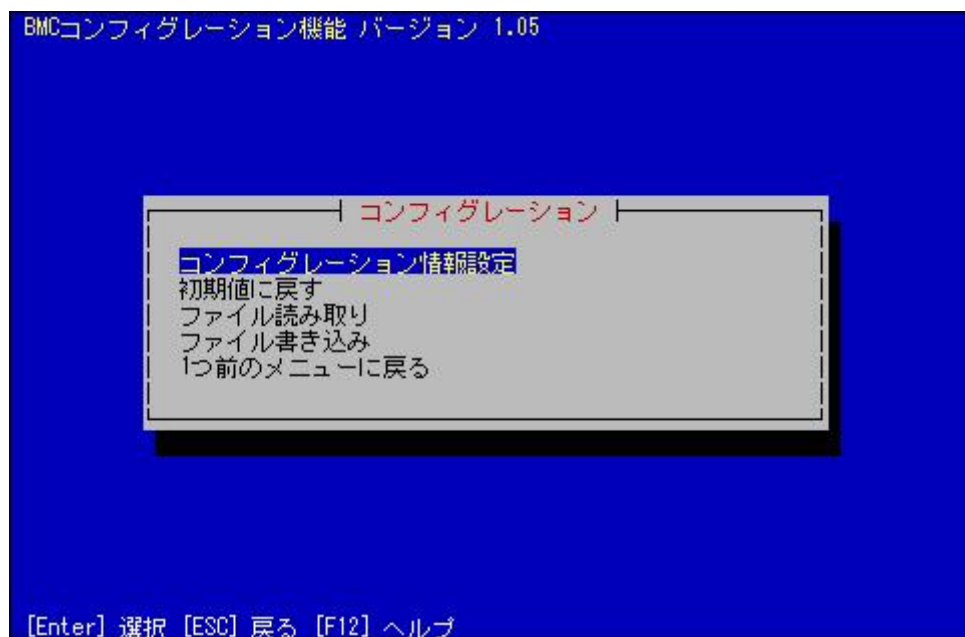 BMCコンフィグレーション機能 バージョン 1.05
コンフィグレーション
コンフィグレーション情報設定
初期値に戻す
ファイル読み取り
ファイル書き込み
1つ前のメニューに戻る
[Enter] 選択 [ESC] 戻る [F12] ヘルプ